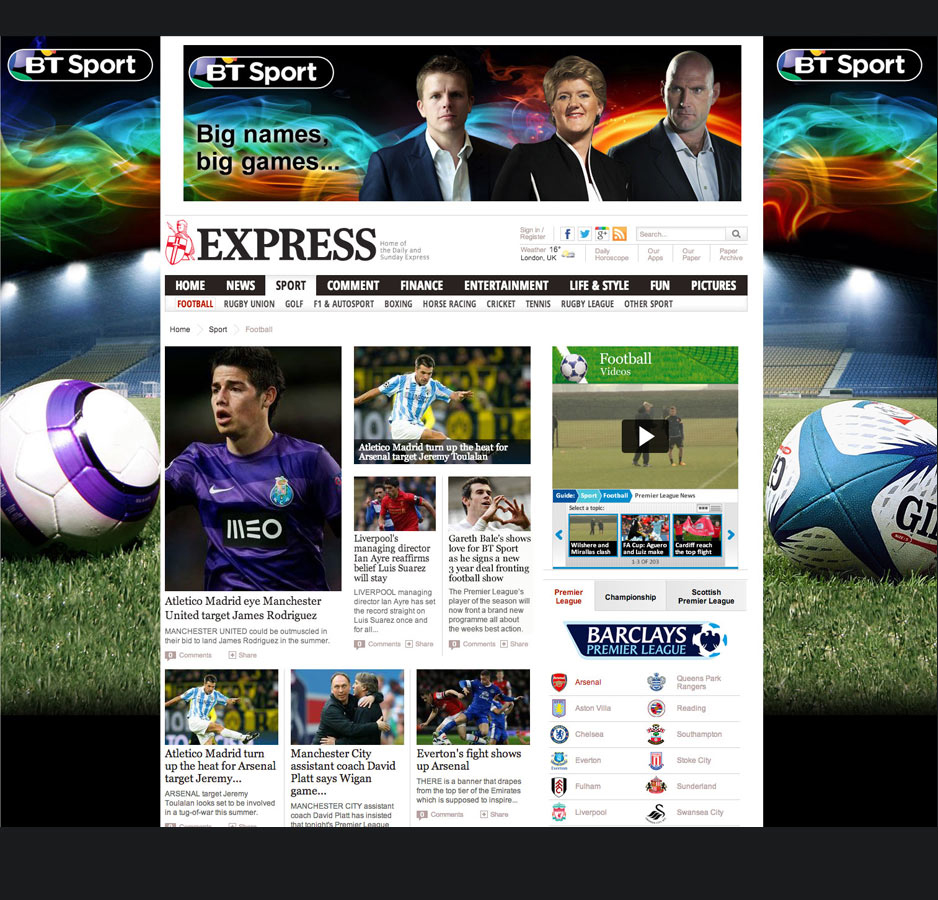 BT Sport
BT Sport
BT Sport
Big names,
big games...
EXPRESS
Home of
the Daily and
Sunday Express
Sign in /
Register
Search...
Weather 16°
London, UK
Daily
Horoscope
Our
Apps
Our
Paper
Paper
Archive
HOME NEWS SPORT COMMENT FINANCE ENTERTAINMENT LIFE & STYLE FUN PICTURES
FOOTBALL RUGBY UNION GOLF F1 & AUTOSPORT BOXING HORSE RACING CRICKET TENNIS RUGBY LEAGUE OTHER SPORT
Home Sport Football
MEO
Atletico Madrid eye Manchester
United target James Rodriguez
MANCHESTER UNITED could be outmuscled in
their bid to land James Rodriguez in the summer.
0 Comments Share
Atletico Madrid turn up the heat for
Arsenal target Jeremy Toulalan
Liverpool's
managing director
Ian Ayre reaffirms
belief Luis Suarez
will stay
LIVERPOOL managing
director Ian Ayre has set
the record straight on
Luis Suarez once and
for all...
0 Comments Share
Gareth Bale's shows
love for BT Sport
as he signs a new
3 year deal fronting
football show
The Premier League's
player of the season will
now front a brand new
programme all about
the weeks best action.
0 Comments Share
Football
Videos
Guide: Sport Football Premier League News
Select a topic:
Wilshere and
Mirallas clash
FA Cup: Aguero
and Luiz make
Cardiff reach
the top flight
1-3 OF 203
Premier
League
Championship
Scottish
Premier League
BARCLAYS
PREMIER LEAGUE
Arsenal
Queens Park
Rangers
Aston Villa
Reading
Chelsea
Southampton
Everton
Stoke City
Fulham
Sunderland
Liverpool
Swansea City
Atletico Madrid turn
up the heat for Arsenal
target Jeremy...
ARSENAL target Jeremy
Toulalan looks set to be involved
in a tug-of-war this summer.
Manchester City
assistant coach David
Platt says Wigan
game...
MANCHESTER CITY assistant
coach David Platt has insisted
that tonight's Premier League
Everton's fight shows
up Arsenal
THERE is a banner that drapes
from the top tier of the Emirates
which is supposed to inspire...
0 Comments Share